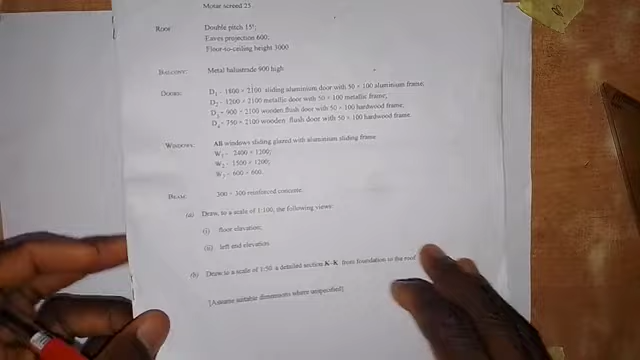 Motar screed 25
Roof: Double pitch 15°;
Eaves projection 600;
Floor-to-ceiling height 3000
Balcony: Metal balustrade 900 high
Doors: D1 - 1800 × 2100 sliding aluminium door with 50 × 100 aluminium frame;
D2 - 1200 × 2100 metallic door with 50 × 100 metallic frame;
D3 - 900 × 2100 wooden flush door with 50 × 100 hardwood frame;
D4 - 750 × 2100 wooden flush door with 50 × 100 hardwood frame
Windows: All windows sliding glazed with aluminium sliding frame
W1 - 2400 × 1200;
W2 - 1500 × 1200;
W3 - 600 × 600.
Beam: 300 × 300 reinforced concrete.
(a) Draw, to a scale of 1:100, the following views:
(i) floor elevation;
(ii) left end elevation
(b) Draw to a scale of 1:50 a detailed section K-K from foundation to the roof
[Assume suitable dimensions where unspecified]